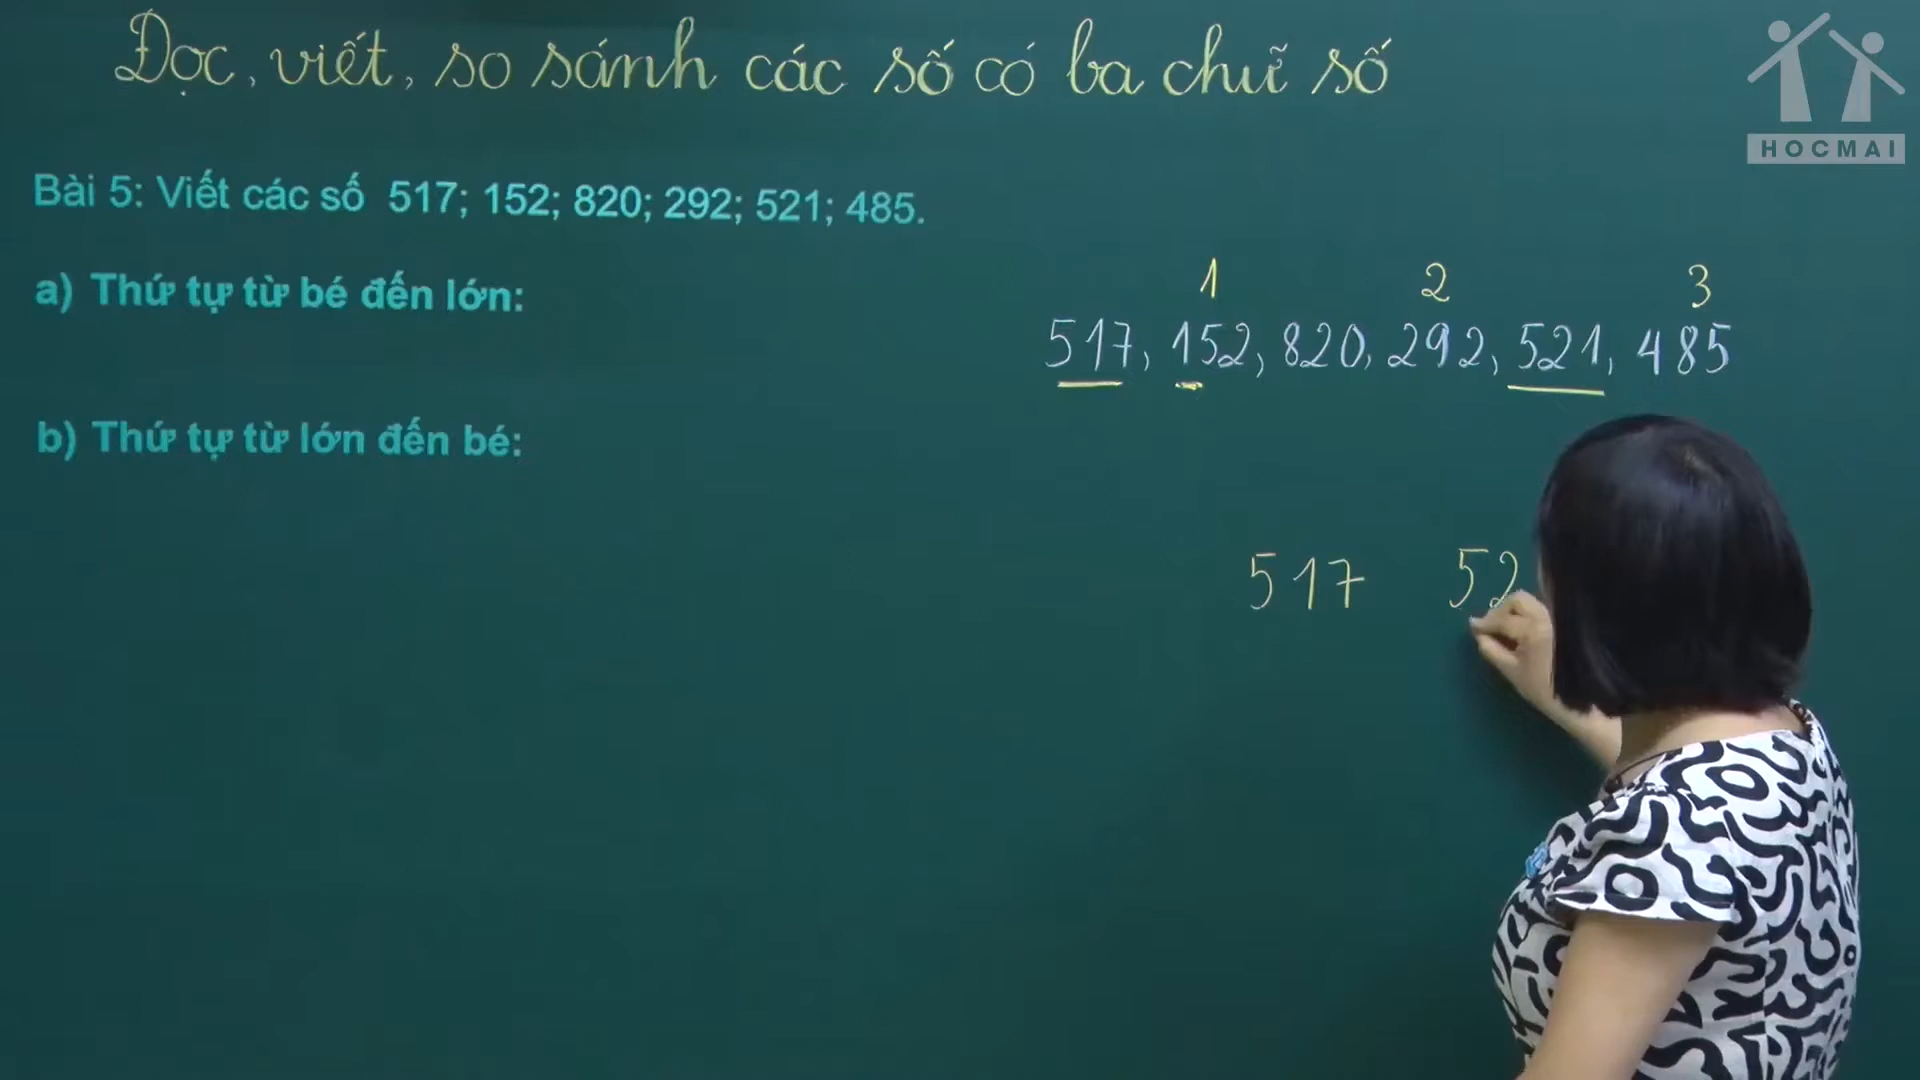 Đọc, viết, so sánh các số có ba chữ số
HOCMAI
Bài 5: Viết các số 517; 152; 820; 292; 521; 485.
a) Thứ tự từ bé đến lớn:
1 2 3
517, 152, 820, 292, 521, 485
b) Thứ tự từ lớn đến bé:
517 52